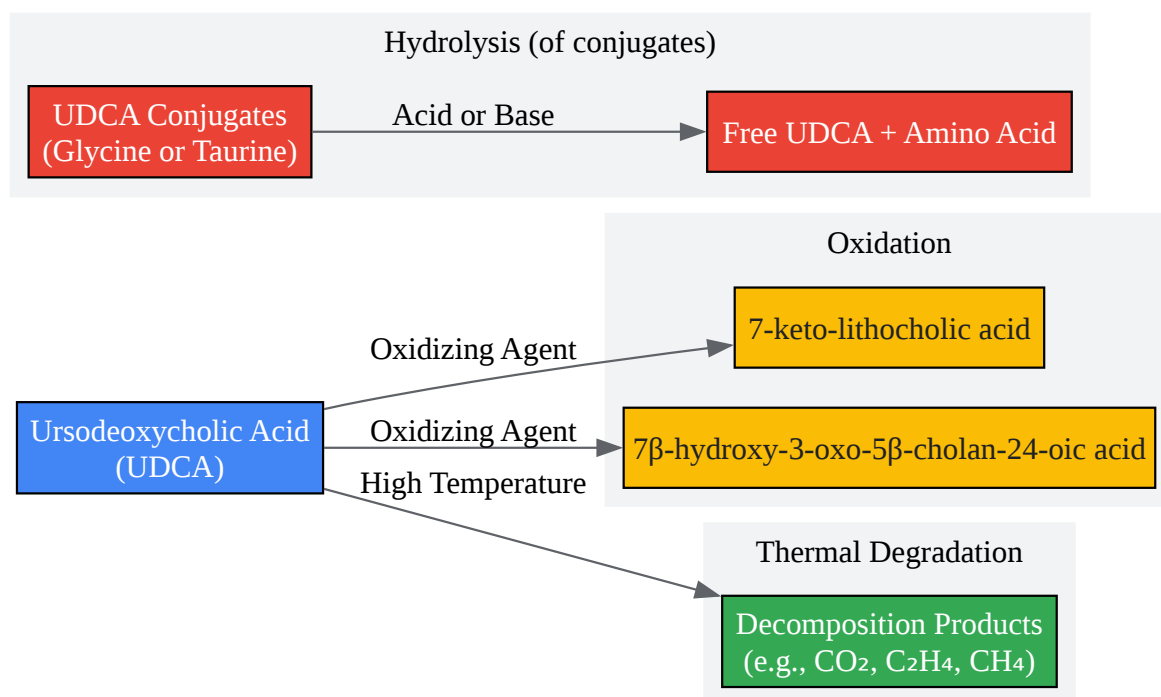 Hydrolysis (of conjugates)
UDCA Conjugates
(Glycine or Taurine)
Acid or Base
Free UDCA + Amino Acid
Oxidation
7-keto-lithocholic acid
Oxidizing Agent
Ursodeoxycholic Acid
(UDCA)
Oxidizing Agent
7β-hydroxy-3-oxo-5β-cholan-24-oic acid
High Temperature
Thermal Degradation
Decomposition Products
(e.g., CO₂, C₂H₄, CH₄)